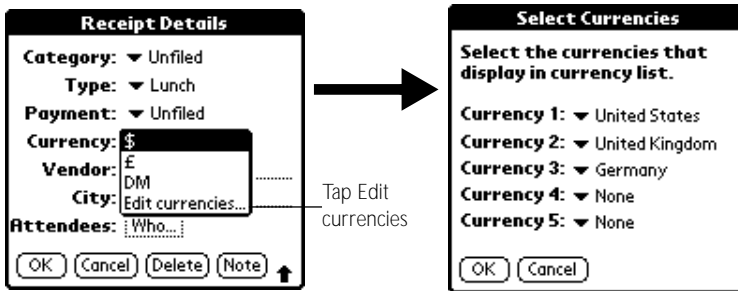 Receipt Details
Category: Unfiled
Type: Lunch
Payment: Unfiled
Currency: $
£
DM
Edit currencies...
Vendor:
City:
Attendees: Who...
OK Cancel Delete Note
Tap Edit
currencies
Select Currencies
Select the currencies that
display in currency list.
Currency 1: United States
Currency 2: United Kingdom
Currency 3: Germany
Currency 4: None
Currency 5: None
OK Cancel